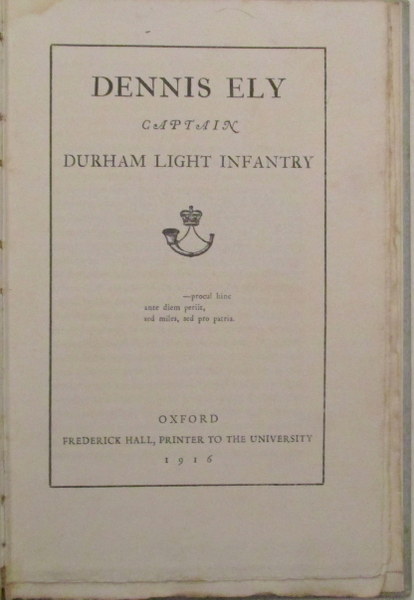 DENNIS ELY
CAPTAIN
DURHAM LIGHT INFANTRY
—procul hinc
ante diem periit,
sed miles, sed pro patria.
OXFORD
FREDERICK HALL, PRINTER TO THE UNIVERSITY
1916